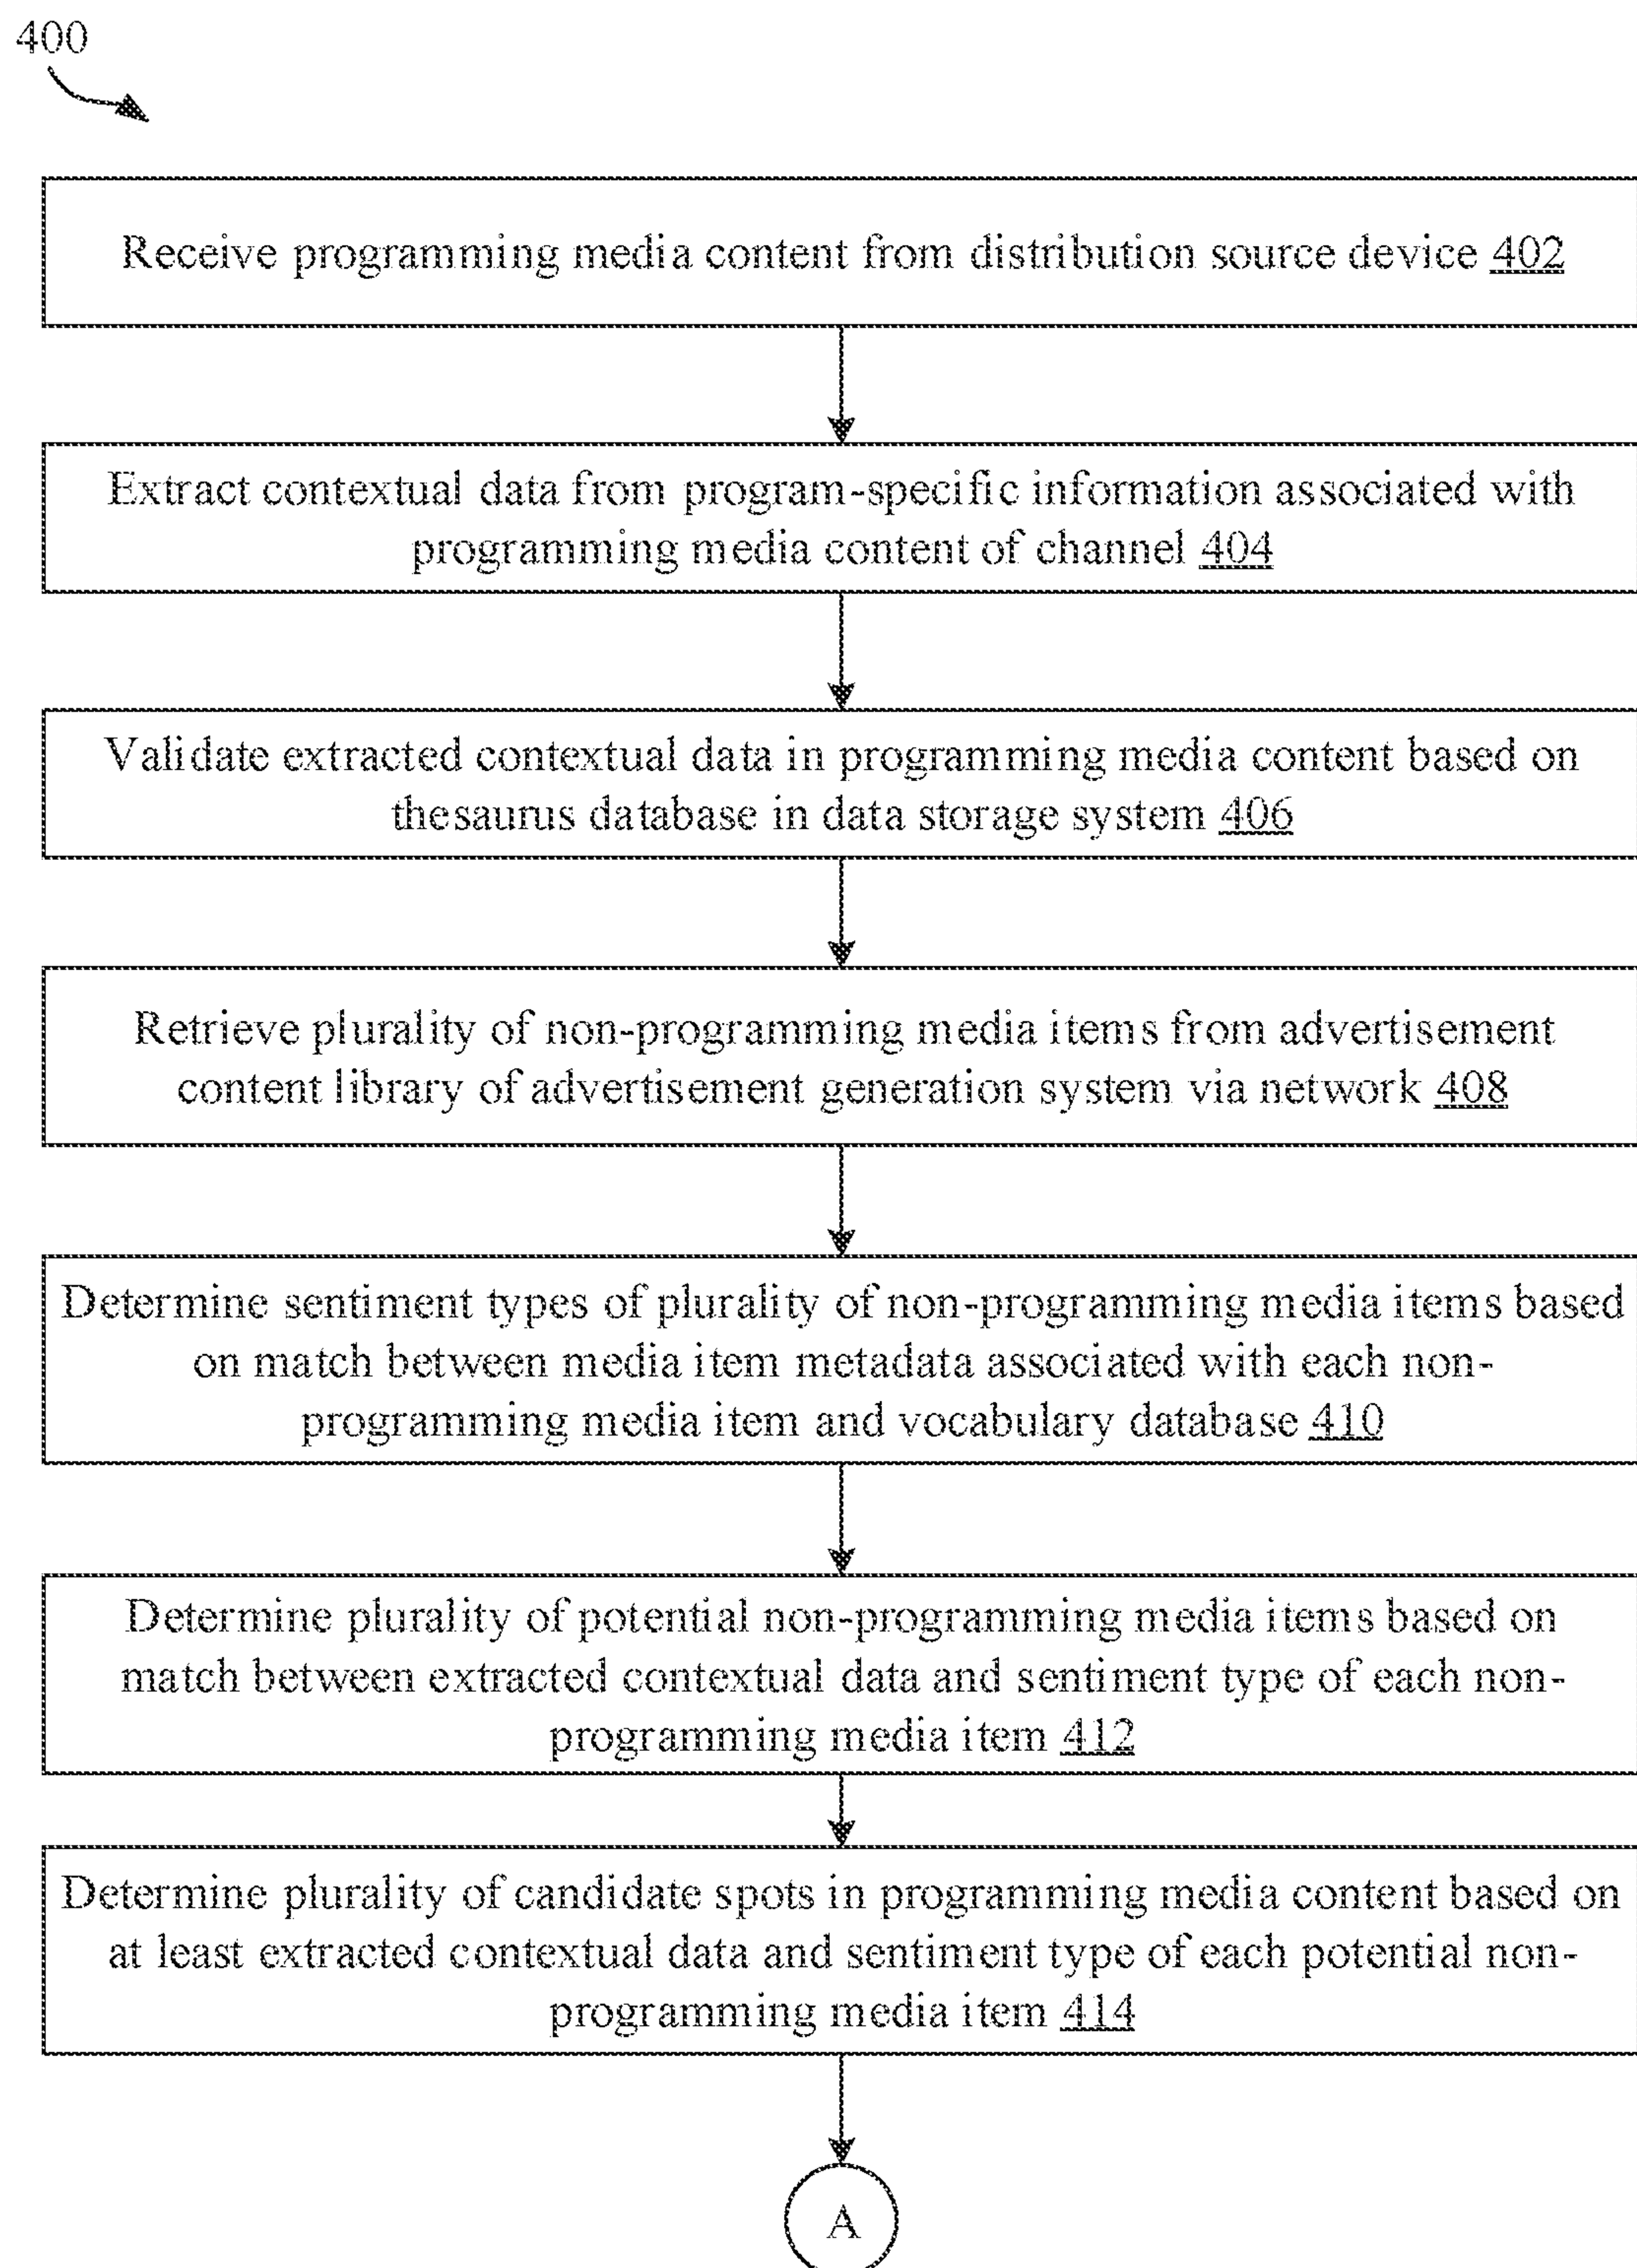 400
Receive programming media content from distribution source device 402
Extract contextual data from program-specific information associated with
programming media content of channel 404
Validate extracted contextual data in programming media content based on
thesaurus database in data storage system 406
Retrieve plurality of non-programming media items from advertisement
content library of advertisement generation system via network 408
Determine sentiment types of plurality of non-programming media items based
on match between media item metadata associated with each non-
programming media item and vocabulary database 410
Determine plurality of potential non-programming media items based on
match between extracted contextual data and sentiment type of each non-
programming media item 412
Determine plurality of candidate spots in programming media content based on
at least extracted contextual data and sentiment type of each potential non-
programming media item 414
A